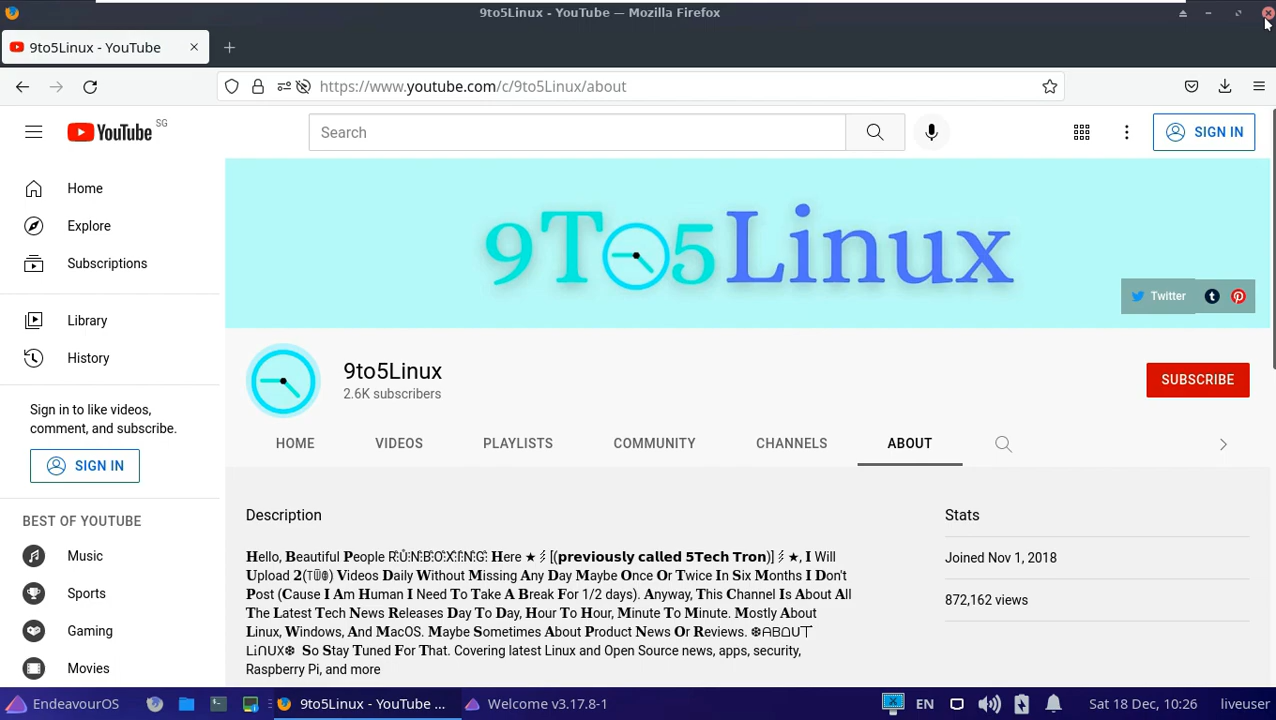 9to5Linux - YouTube — Mozilla Firefox
9to5Linux - YouTube
https://www.youtube.com/c/9to5Linux/about
YouTube SG
Search
SIGN IN
Home
Explore
Subscriptions
Library
History
Sign in to like videos,
comment, and subscribe.
SIGN IN
BEST OF YOUTUBE
Music
Sports
Gaming
Movies
9To5Linux
Twitter
9to5Linux
2.6K subscribers
SUBSCRIBE
HOME VIDEOS PLAYLISTS COMMUNITY CHANNELS ABOUT
Description
𝐇ello, 𝐁eautiful 𝐏eople R҉U҉N҉B҉O҉X҉I҉N҉G҉ 𝐇ere ★彡[(𝗽𝗿𝗲𝘃𝗶𝗼𝘂𝘀𝗹𝘆 𝗰𝗮𝗹𝗹𝗲𝗱 𝟱𝗧𝗲𝗰𝗵 𝗧𝗿𝗼𝗻)]彡★, 𝐈 Will
𝐔pload 𝟐(𝕋𝕎𝕆) 𝐕ideos 𝐃aily 𝐖ithout 𝐌issing 𝐀ny 𝐃ay 𝐌aybe 𝐎nce 𝐎r 𝐓wice 𝐈n 𝐒ix 𝐌onths 𝐈 𝐃on't
𝐏ost (𝐂ause 𝐈 𝐀m 𝐇uman 𝐈 𝐍eed 𝐓o 𝐓ake 𝐀 𝐁reak 𝐅or 1/2 days). 𝐀nyway, 𝐓his 𝐂hannel 𝐈s 𝐀bout 𝐀ll
𝐓he 𝐋atest 𝐓ech 𝐍ews 𝐑eleases 𝐃ay 𝐓o 𝐃ay, 𝐇our 𝐓o 𝐇our, 𝐌inute 𝐓o 𝐌inute. 𝐌ostly 𝐀bout
𝐋inux, 𝐖indows, 𝐀nd 𝐌ac𝐎S. 𝐌aybe 𝐒ometimes 𝐀bout 𝐏roduct 𝐍ews 𝐎r 𝐑eviews. ❆ᗩᗷOᑌT
ᒪIᑎᑌ᙭❆ 𝐒o 𝐒tay 𝐓uned 𝐅or 𝐓hat. Covering latest Linux and Open Source news, apps, security,
Raspberry Pi, and more
Stats
Joined Nov 1, 2018
872,162 views
EndeavourOS
9to5Linux - YouTube ...
Welcome v3.17.8-1
EN
Sat 18 Dec, 10:26
liveuser